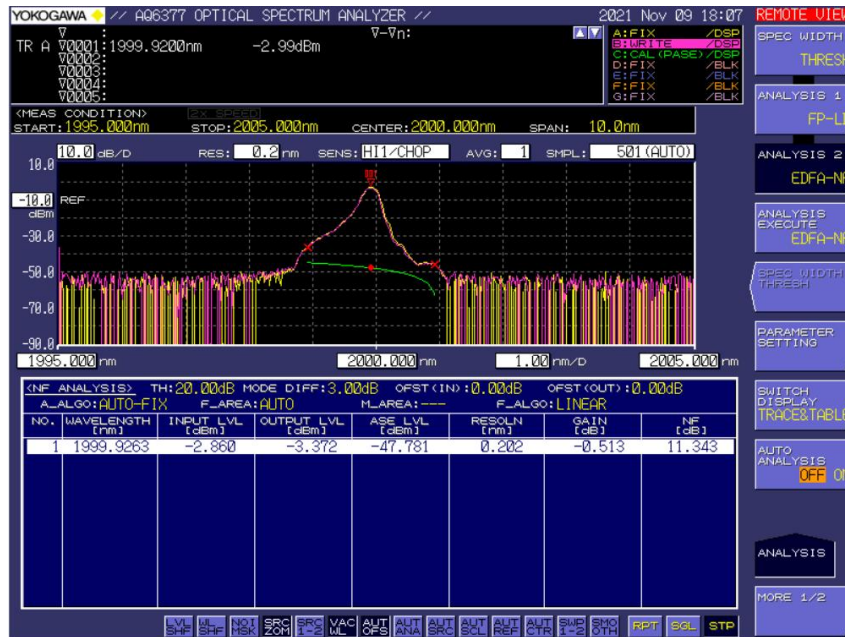 YOKOGAWA // AQ6377 OPTICAL SPECTRUM ANALYZER // 2021 Nov 09 18:07 REMOTE VIEW
∇ ∇-∇n:
TR A ∇0001:1999.9200nm -2.99dBm
∇0002:
∇0003:
∇0004:
∇0005:
A:FIX /DSP
B:WRITE /DSP
C:CAL(PASE)/DSP
D:FIX /BLK
E:FIX /BLK
F:FIX /BLK
G:FIX /BLK
<MEAS CONDITION> 2X SPEED
START:1995.000nm STOP:2005.000nm CENTER:2000.000nm SPAN: 10.0nm
10.0 dB/D RES: 0.2 nm SENS: HI1/CHOP AVG: 1 SMPL: 501(AUTO)
10.0
-10.0 REF
dBm
-30.0
-50.0
-70.0
-90.0
1995.000 nm 2000.000 nm 1.00 nm/D 2005.000 nm
<NF ANALYSIS> TH:20.00dB MODE DIFF:3.00dB OFST(IN):0.00dB OFST(OUT):0.00dB
A_ALGO:AUTO-FIX F_AREA:AUTO M_AREA:--- F_ALGO:LINEAR
NO. WAVELENGTH INPUT LVL OUTPUT LVL ASE LVL RESOLN GAIN NF
[nm] [dBm] [dBm] [dBm] [nm] [dB] [dB]
1 1999.9263 -2.860 -3.372 -47.781 0.202 -0.513 11.343
SPEC WIDTH
THRESH
ANALYSIS 1
FP-L
ANALYSIS 2
EDFA-NF
ANALYSIS
EXECUTE
EDFA-NF
SPEC WIDTH
THRESH
PARAMETER
SETTING
SWITCH
DISPLAY
TRACE&TABLE
AUTO
ANALYSIS
OFF ON
ANALYSIS
MORE 1/2
LVL SHF WL SHF NOI MSK SRC ZOM SRC 1-2 VAC WL AUT OFS AUT ANA AUT SRC AUT SCL AUT REF AUT CTR SWP 1-2 SMO OTH RPT SGL STP